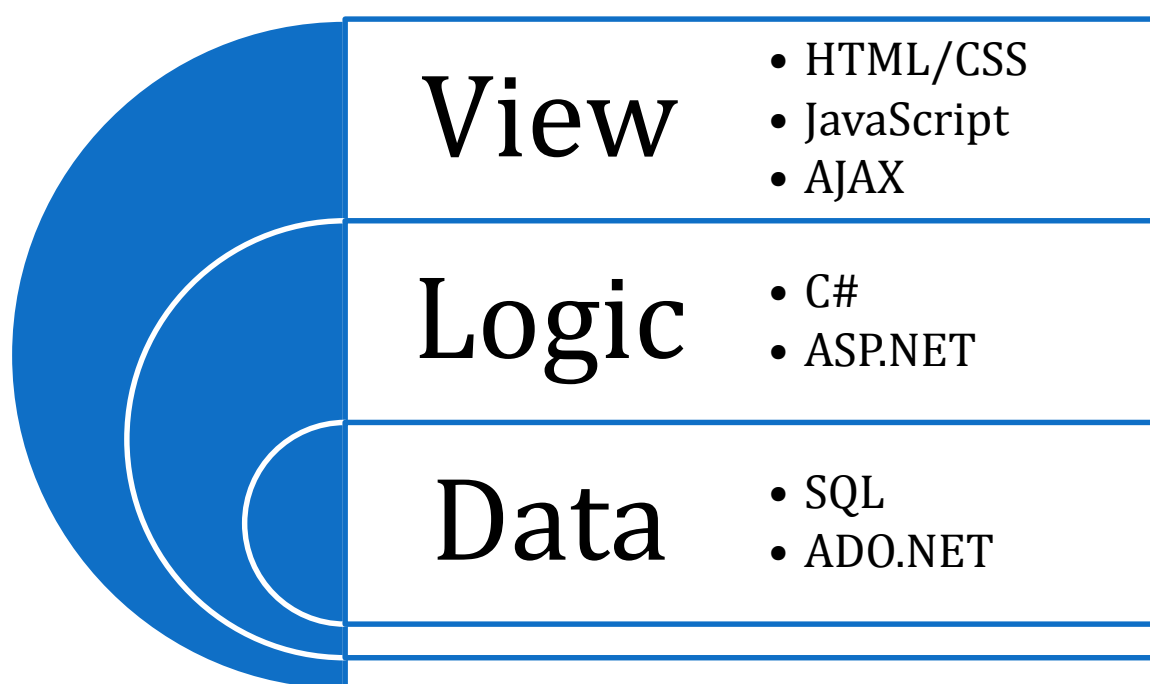 View
• HTML/CSS
• JavaScript
• AJAX
Logic
• C#
• ASP.NET
Data
• SQL
• ADO.NET